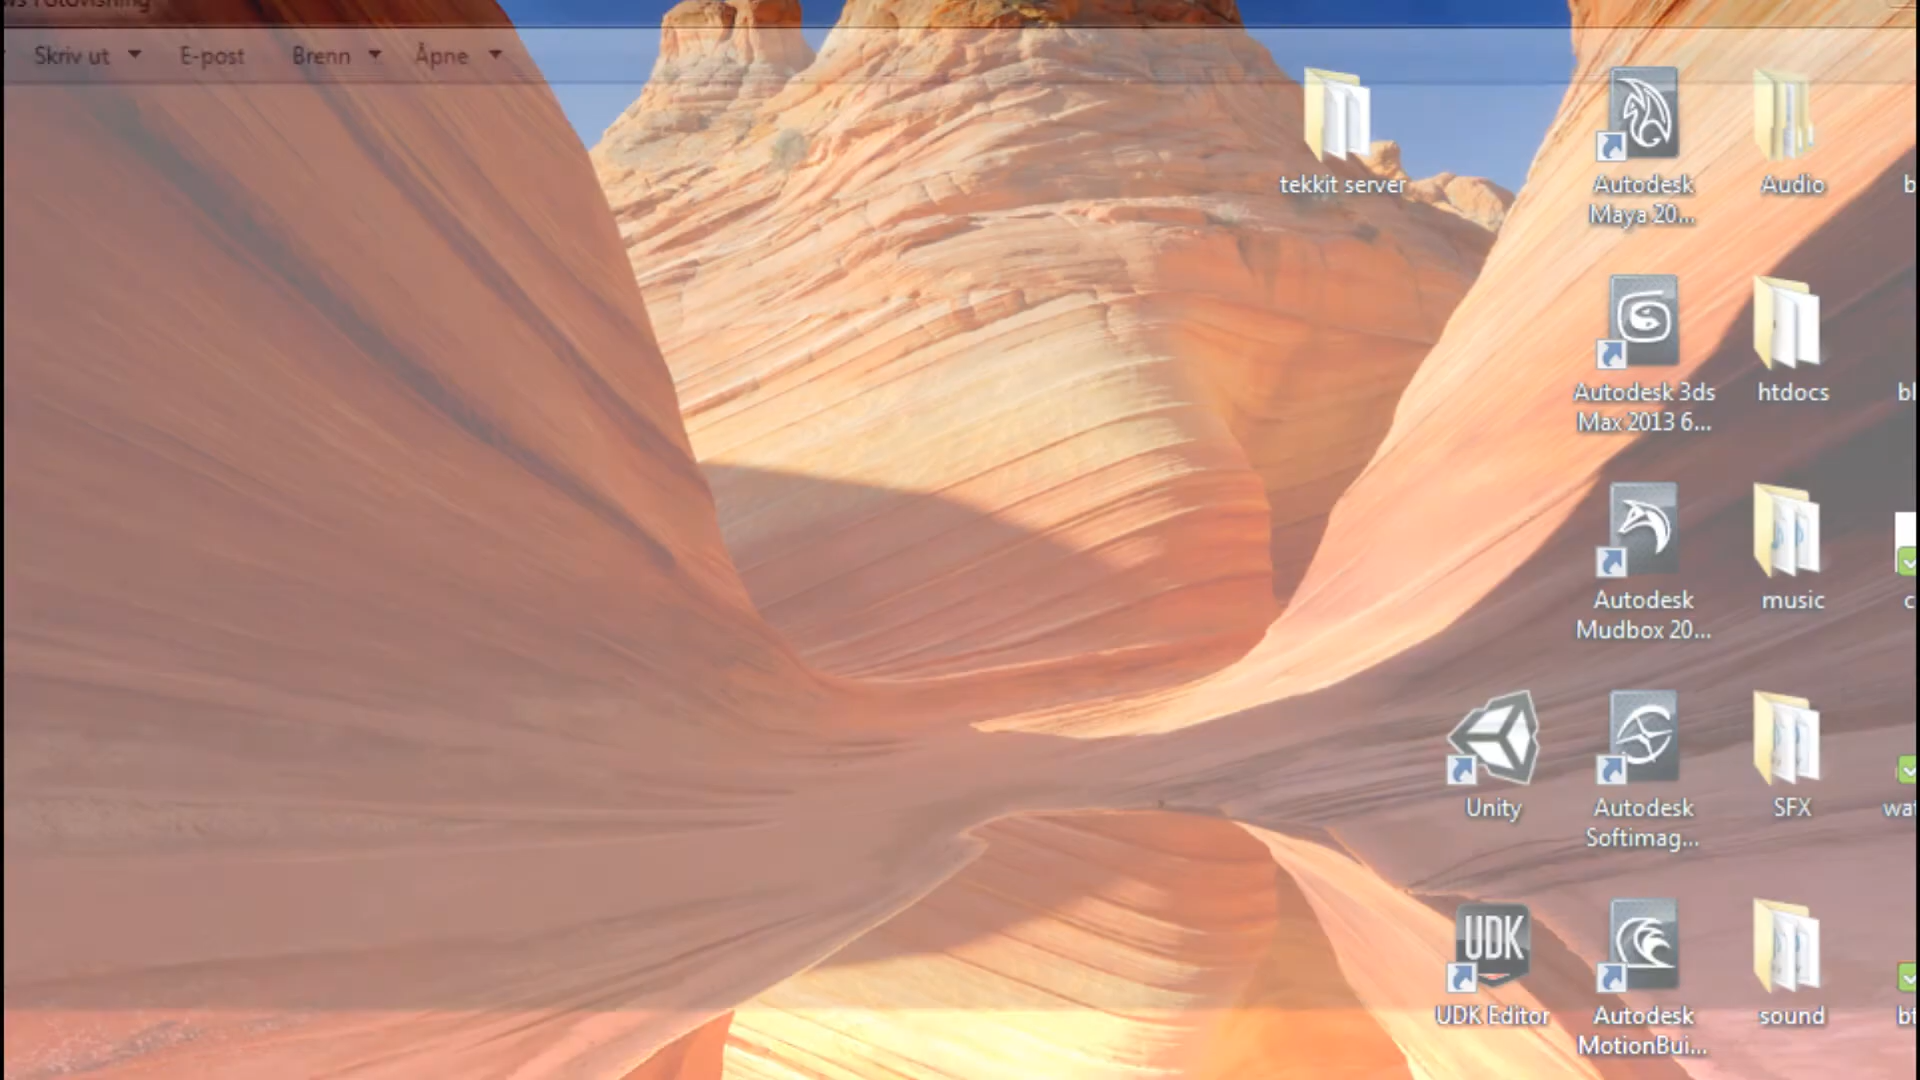 Skriv ut E-post Brenn Åpne
tekkit server
Autodesk
Maya 20...
Audio
Autodesk 3ds
Max 2013 6...
htdocs
Autodesk
Mudbox 20...
music
Unity
Autodesk
Softimag...
SFX
UDK
UDK Editor
Autodesk
MotionBui...
sound